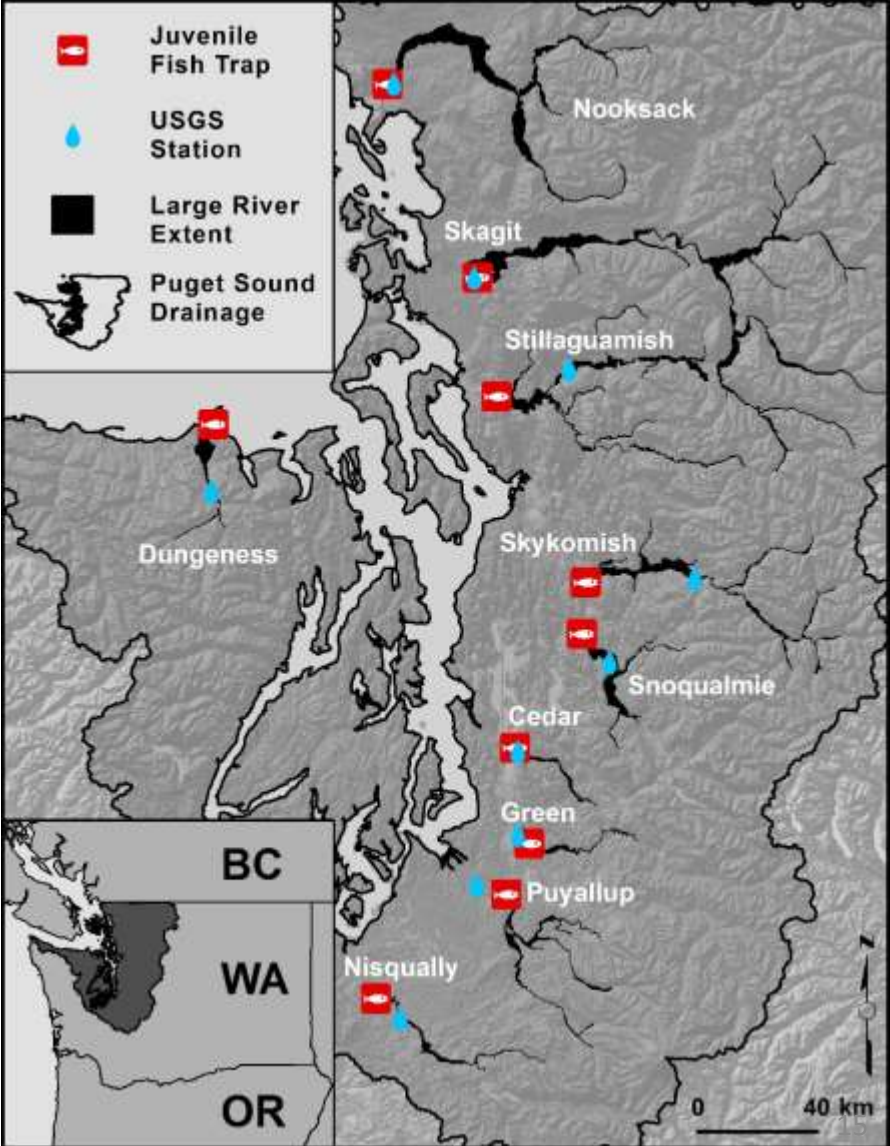 Juvenile
Fish Trap
USGS
Station
Large River
Extent
Puget Sound
Drainage
Nooksack
Skagit
Stillaguamish
Dungeness
Skykomish
Snoqualmie
Cedar
Green
Puyallup
Nisqually
BC
WA
OR
N
0 40 km